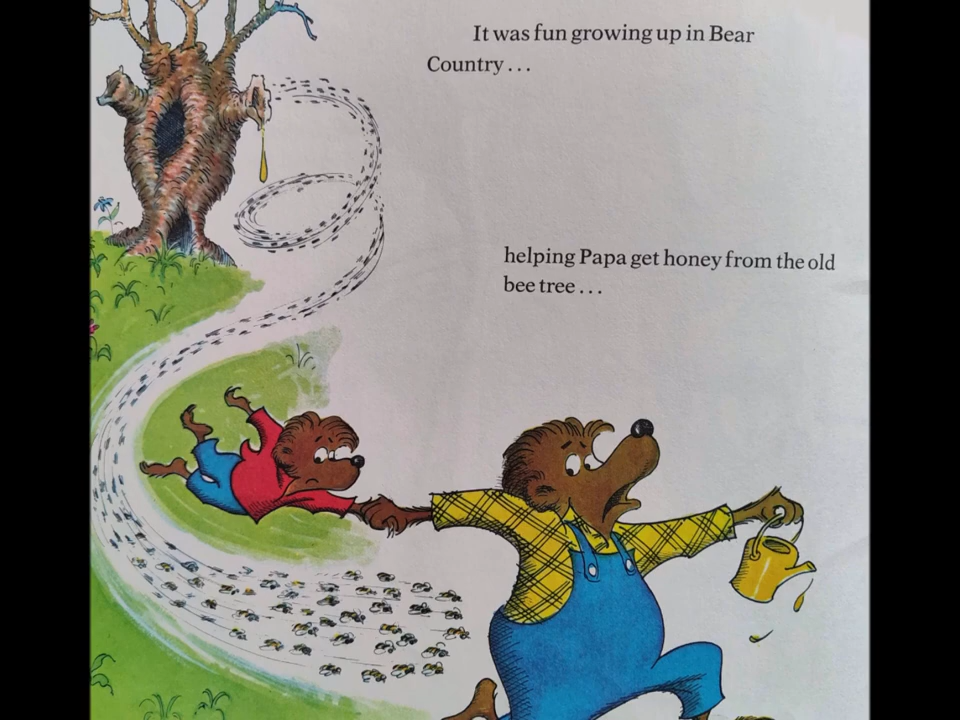 It was fun growing up in Bear
Country . . .
helping Papa get honey from the old
bee tree . . .